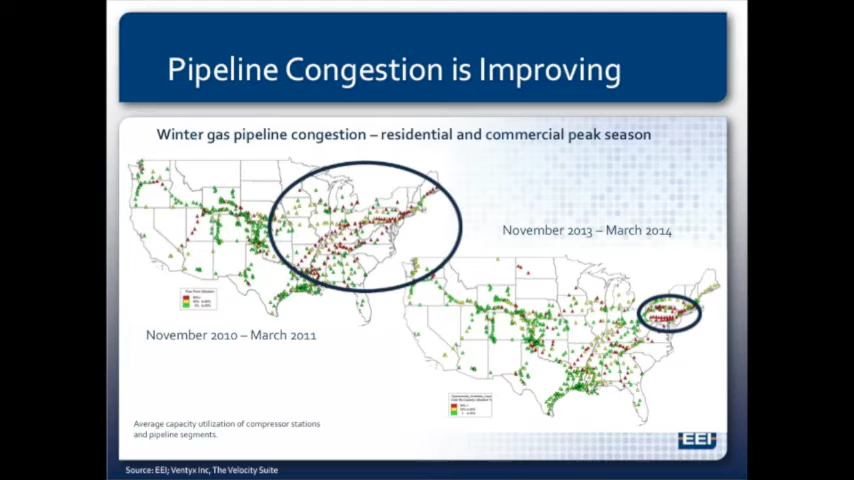 Pipeline Congestion is Improving
Winter gas pipeline congestion – residential and commercial peak season
November 2013 – March 2014
November 2010 – March 2011
Average capacity utilization of compressor stations
and pipeline segments.
EEI
Source: EEI; Ventyx Inc, The Velocity Suite